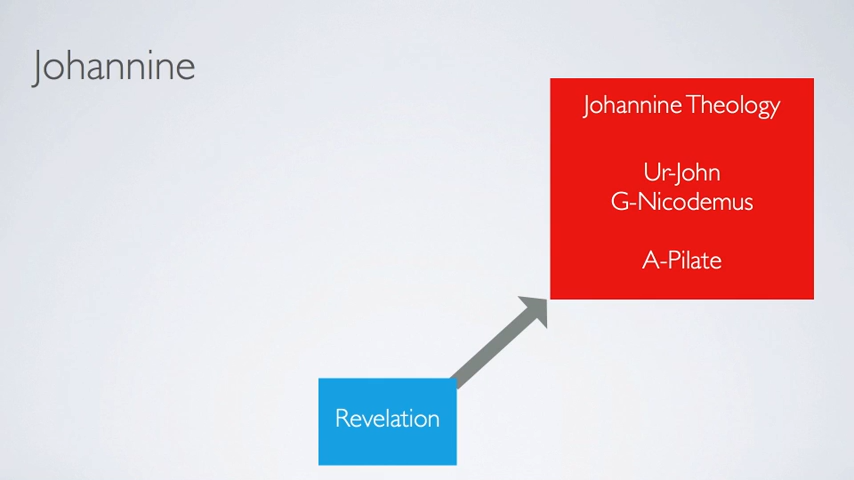 Johannine
Johannine Theology
Ur-John
G-Nicodemus
A-Pilate
Revelation